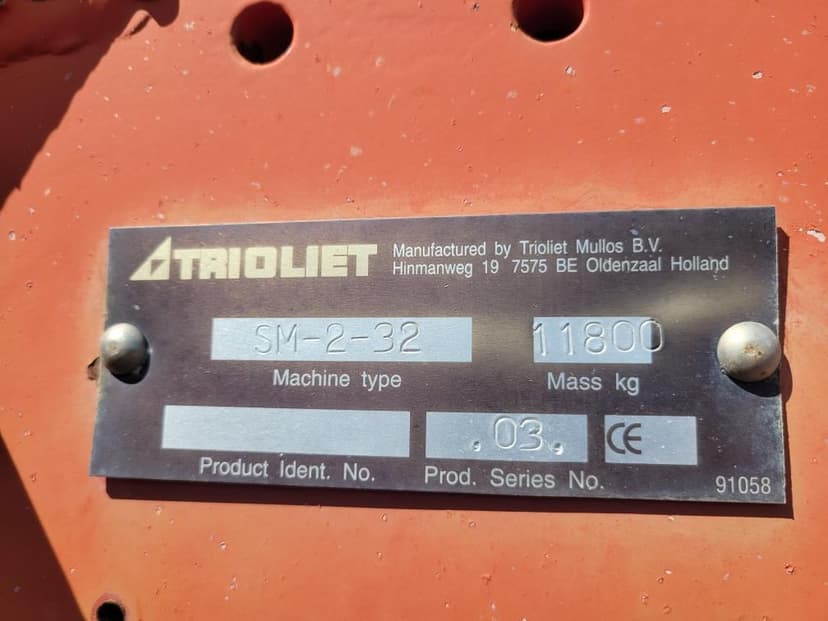 TRIOLIET
Manufactured by Trioliet Mullos B.V.
Hinmanweg 19 7575 BE Oldenzaal Holland
SM-2-32 11800
Machine type Mass kg
.03. CE
Product Ident. No. Prod. Series No. 91058